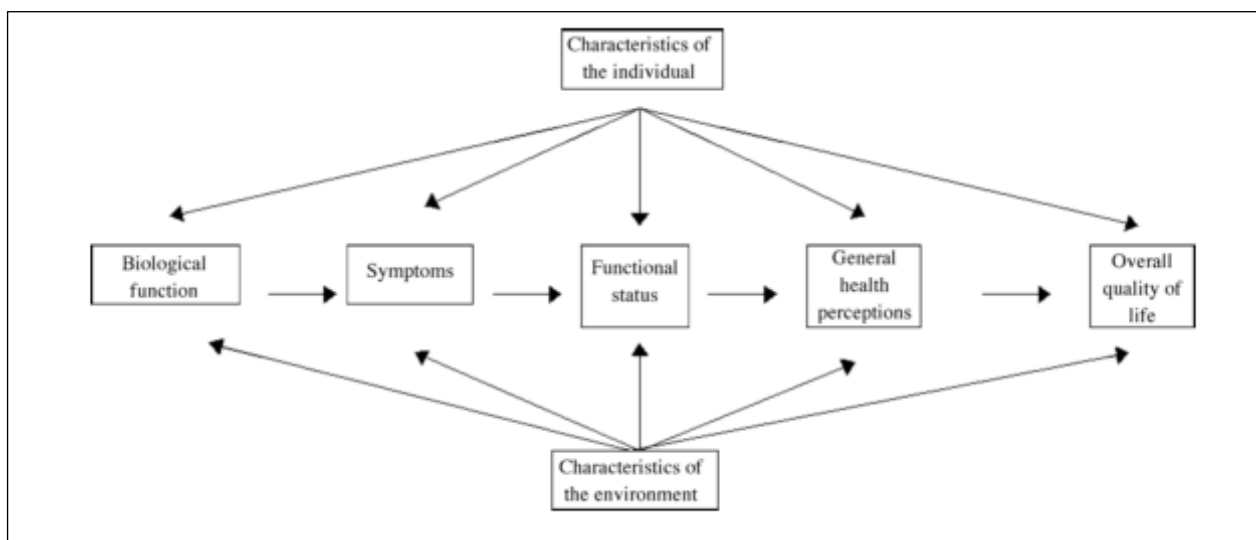 Characteristics of
the individual
Biological
function
Symptoms
Functional
status
General
health
perceptions
Overall
quality of
life
Characteristics of
the environment